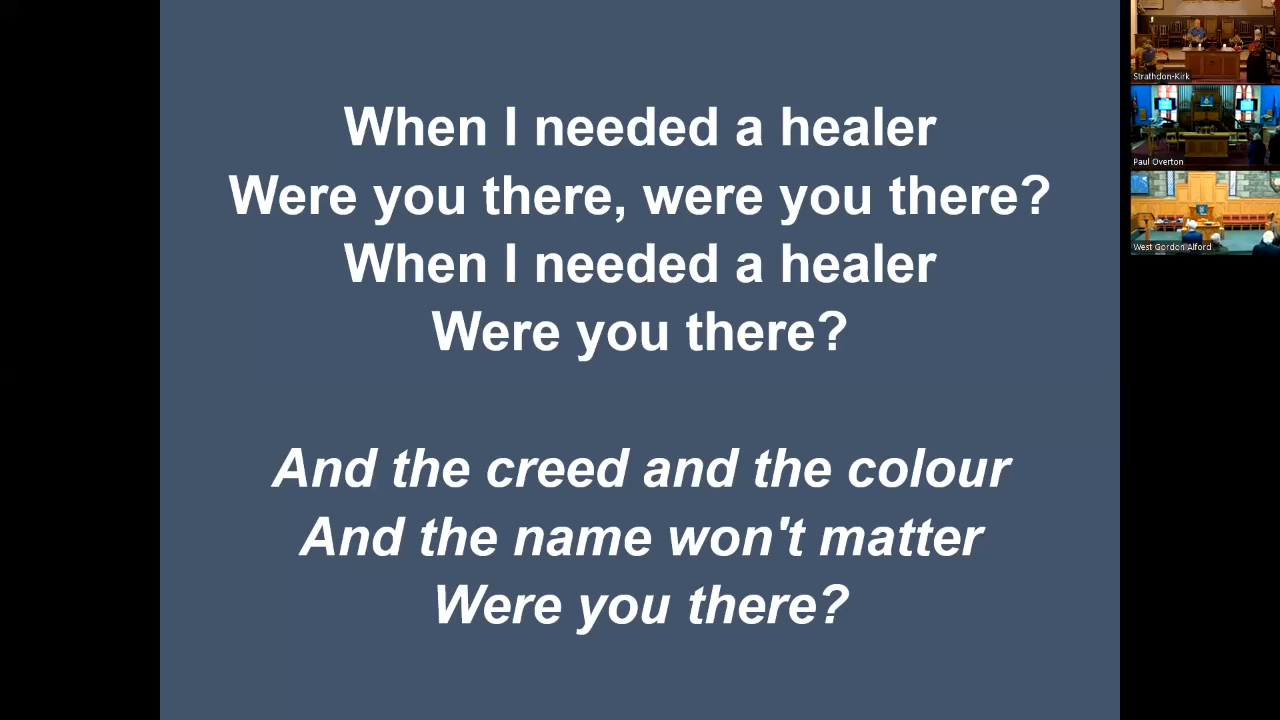 When I needed a healer
Were you there, were you there?
When I needed a healer
Were you there?
And the creed and the colour
And the name won't matter
Were you there?
Strathdon-Kirk
Paul Overton
West Gordon Alford